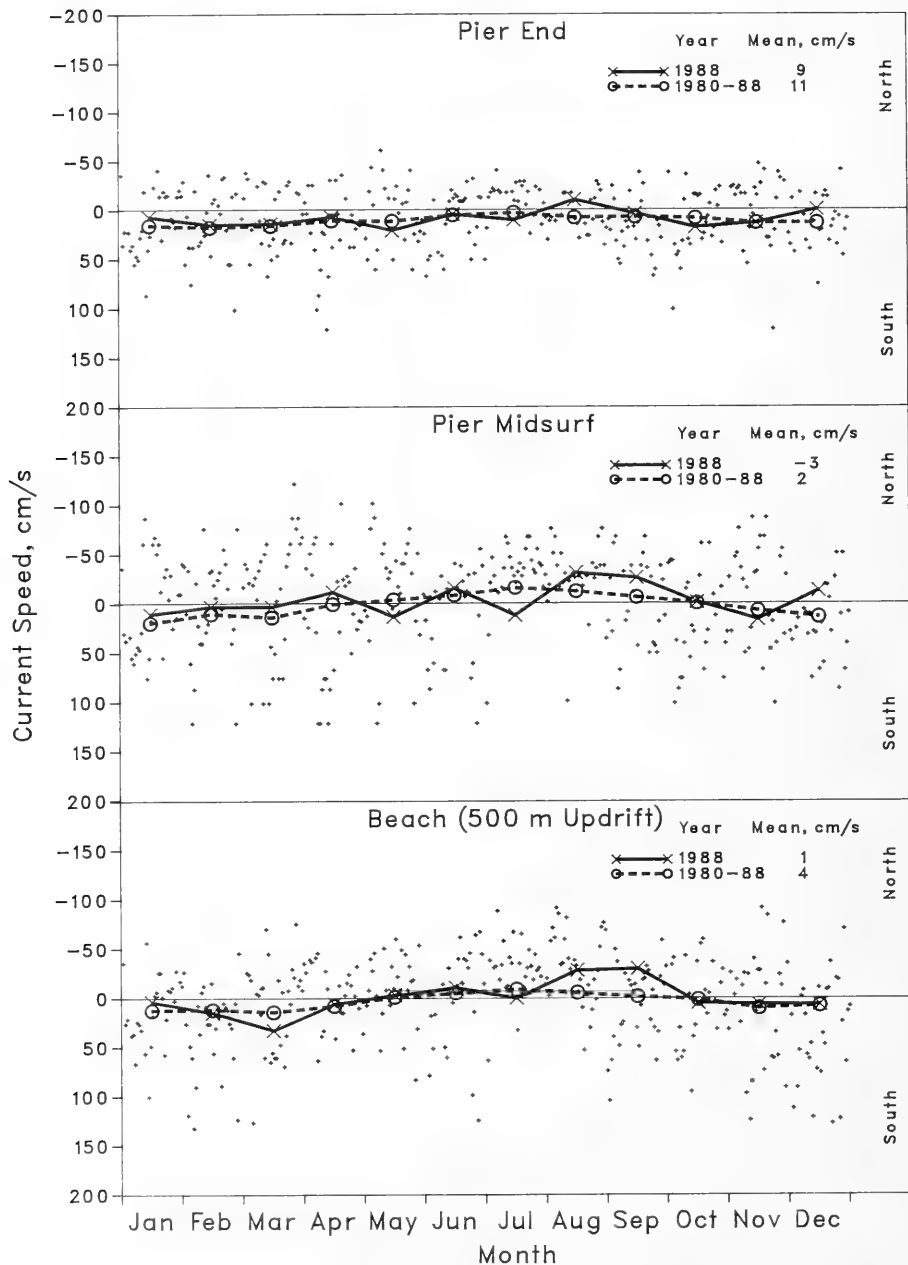 Pier End
Year Mean, cm/s
1988 9
1980-88 11
-200
-150
-100
-50
0
50
100
150
200
North
South
Pier Midsurf
Year Mean, cm/s
1988 -3
1980-88 2
-150
-100
-50
0
50
100
150
200
North
South
Current Speed, cm/s
Beach (500 m Updrift)
Year Mean, cm/s
1988 1
1980-88 4
-150
-100
-50
0
50
100
150
200
North
South
Jan Feb Mar Apr May Jun Jul Aug Sep Oct Nov Dec
Month